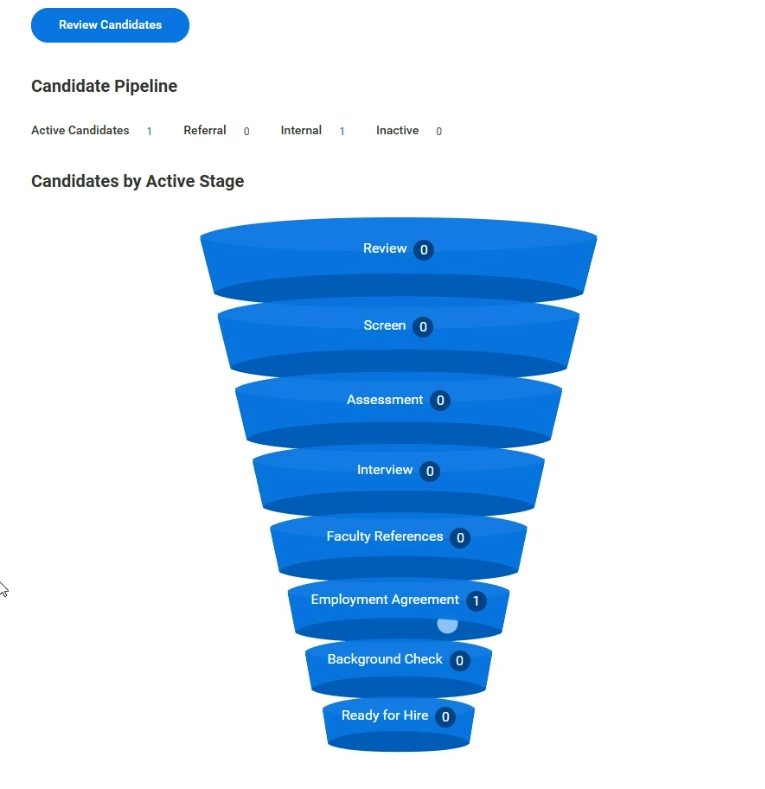 Review Candidates
Candidate Pipeline
Active Candidates 1 Referral 0 Internal 1 Inactive 0
Candidates by Active Stage
Review 0
Screen 0
Assessment 0
Interview 0
Faculty References 0
Employment Agreement 1
Background Check 0
Ready for Hire 0